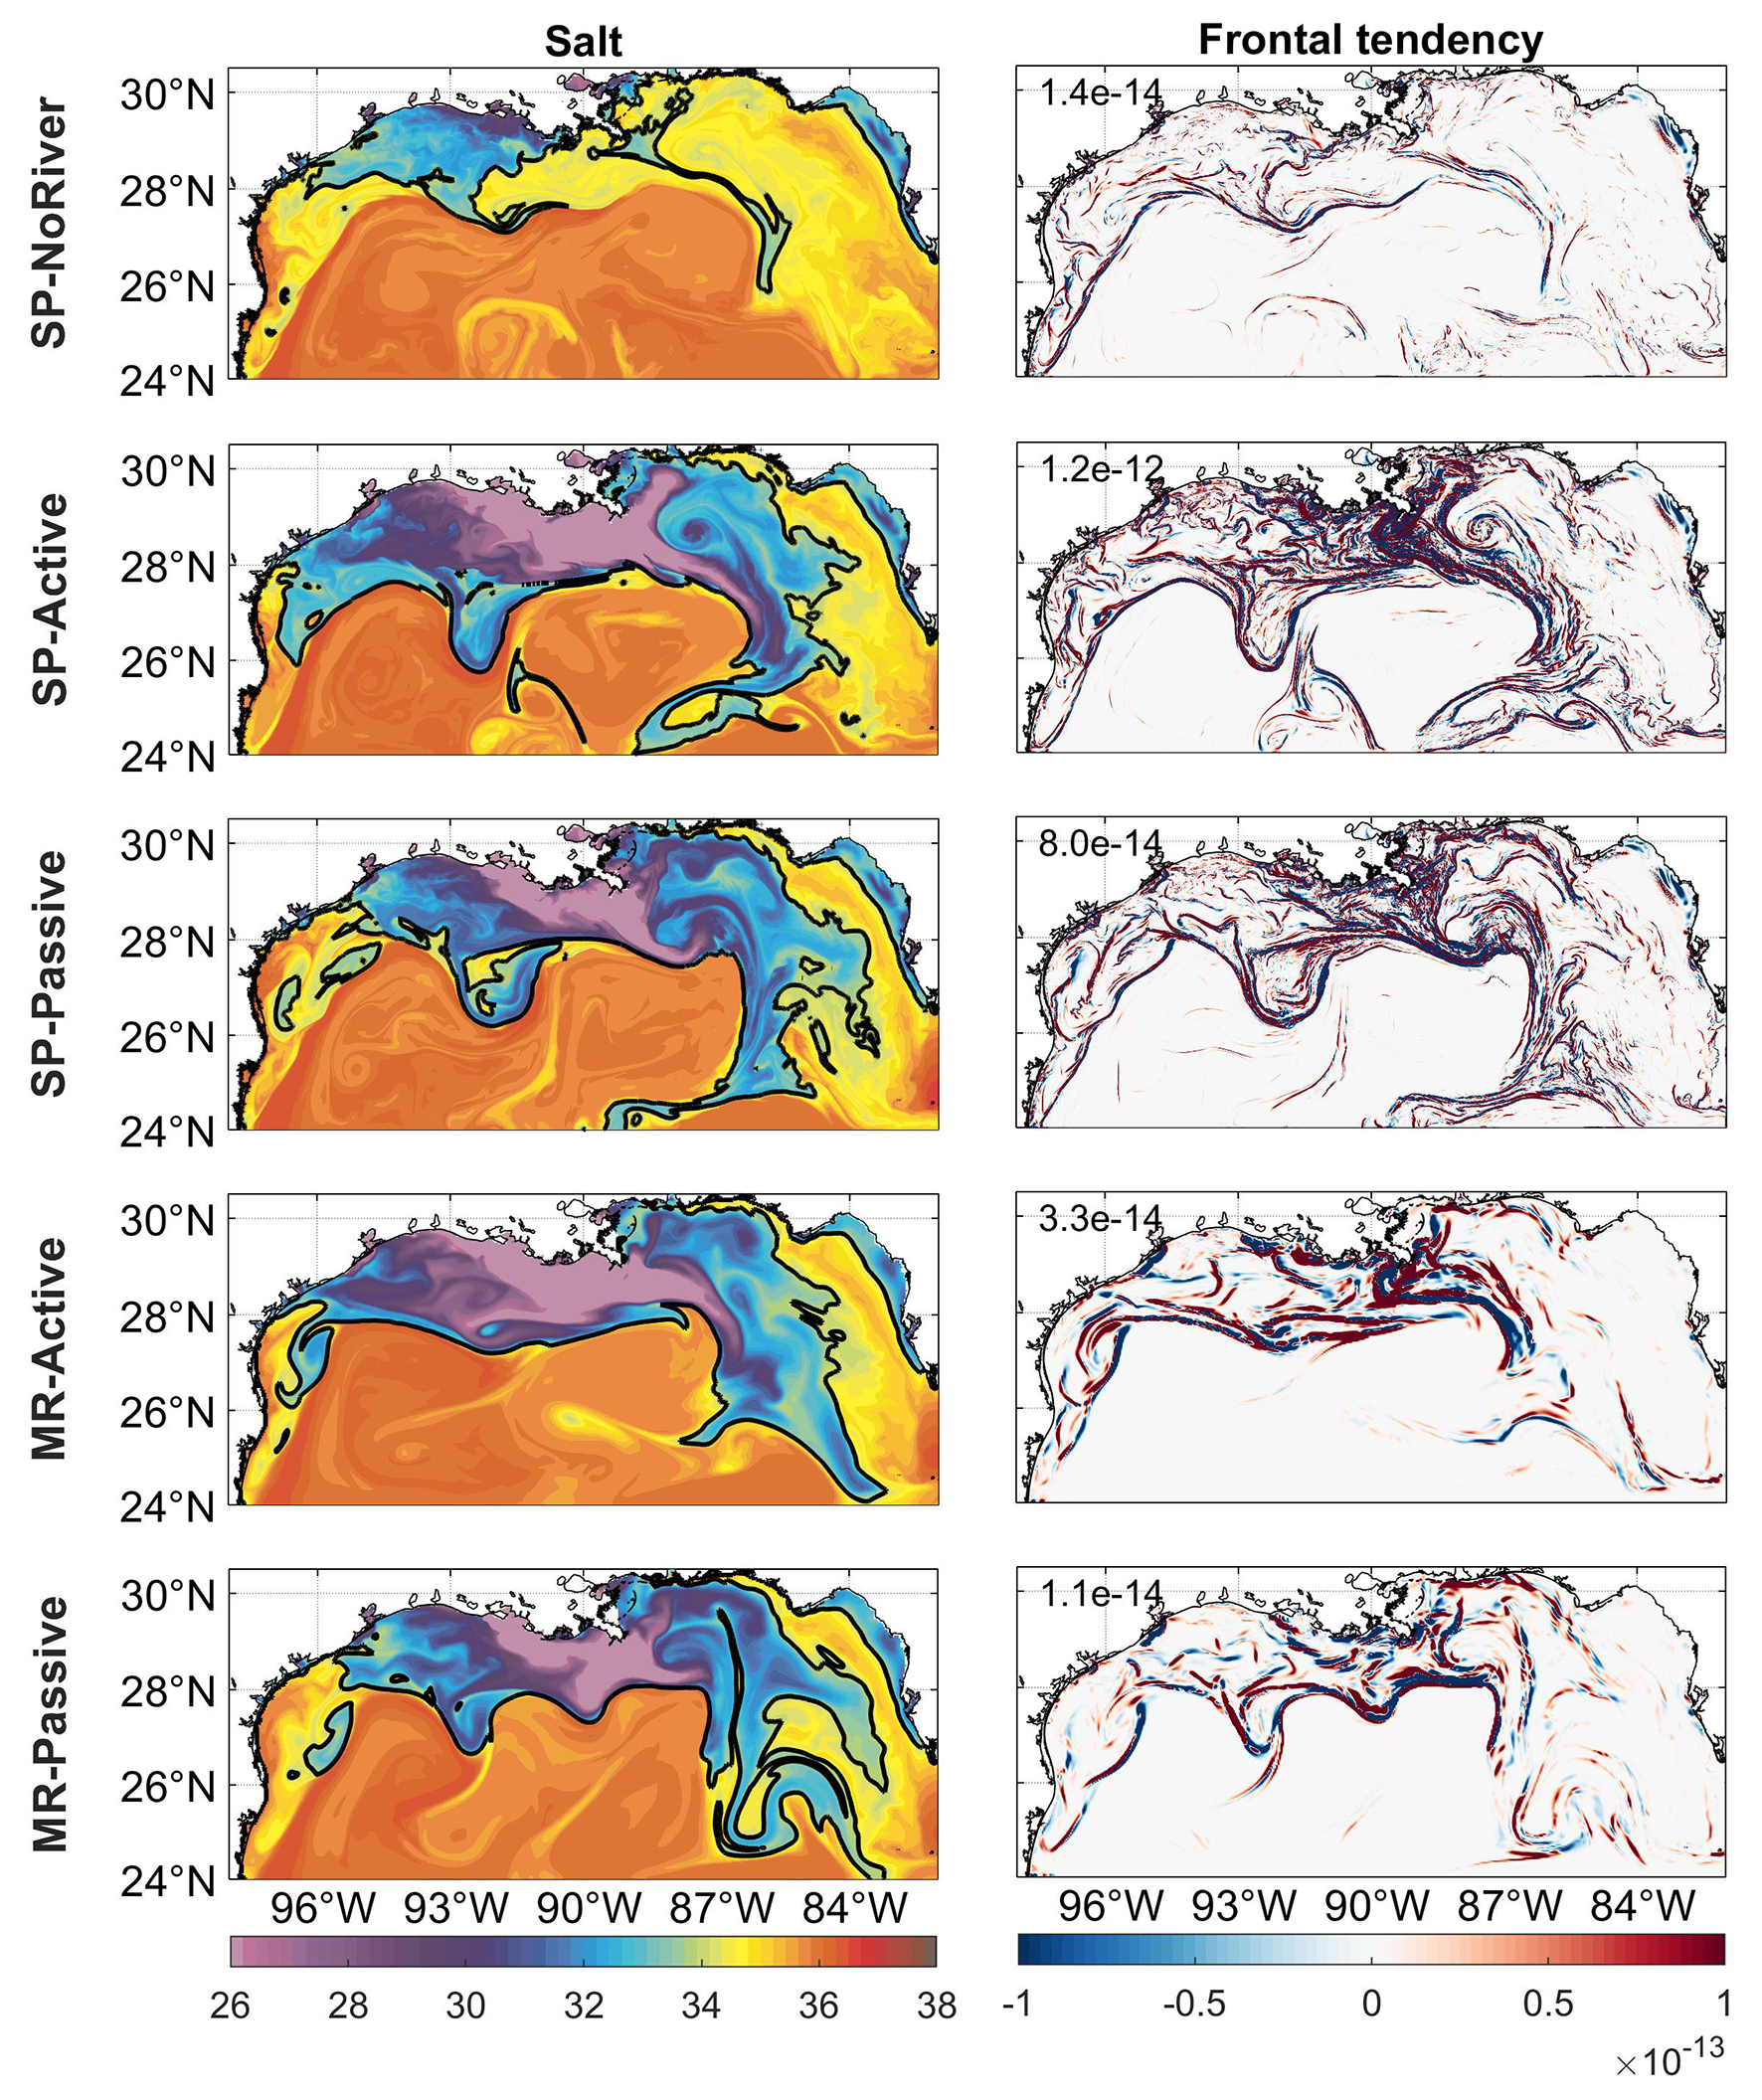 Salt Frontal tendency
SP-NoRiver
30°N
28°N
26°N
24°N
1.4e-14
SP-Active
30°N
28°N
26°N
24°N
1.2e-12
SP-Passive
30°N
28°N
26°N
24°N
8.0e-14
MR-Active
30°N
28°N
26°N
24°N
3.3e-14
MR-Passive
30°N
28°N
26°N
24°N
1.1e-14
96°W 93°W 90°W 87°W 84°W
96°W 93°W 90°W 87°W 84°W
26 28 30 32 34 36 38
-1 -0.5 0 0.5 1
×10-13